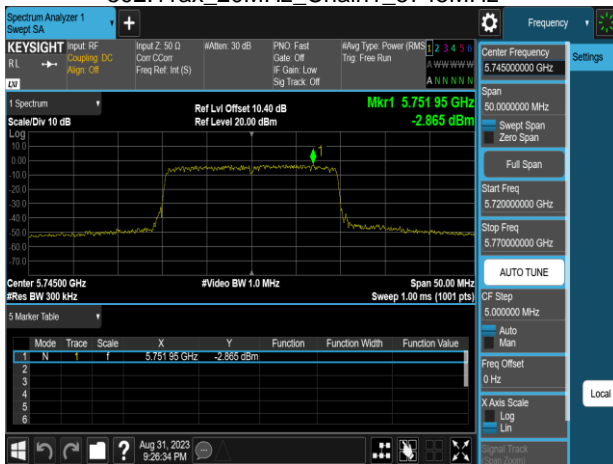 Spectrum Analyzer 1
Swept SA
Frequency
KEYSIGHT
RL
LXI
Input: RF
Coupling: DC
Align: Off
Input Z: 50 Ω
Corr CCorr
Freq Ref: Int (S)
#Atten: 30 dB
PNO: Fast
Gate: Off
IF Gain: Low
Sig Track: Off
#Avg Type: Power (RMS
Trig: Free Run
1 2 3 4 5 6
A W W W W W
A N N N N N
1 Spectrum
Scale/Div 10 dB
Ref Lvl Offset 10.40 dB
Ref Level 20.00 dBm
Mkr1 5.751 95 GHz
-2.865 dBm
Log
10.0
0.00
-10.0
-20.0
-30.0
-40.0
-50.0
-60.0
-70.0
1
Center 5.74500 GHz
#Res BW 300 kHz
#Video BW 1.0 MHz
Span 50.00 MHz
Sweep 1.00 ms (1001 pts)
5 Marker Table
Mode Trace Scale X Y Function Function Width Function Value
1 N 1 f 5.751 95 GHz -2.865 dBm
2
3
4
5
6
Aug 31, 2023
9:26:34 PM
Center Frequency
5.745000000 GHz
Settings
Span
50.0000000 MHz
Swept Span
Zero Span
Full Span
Start Freq
5.720000000 GHz
Stop Freq
5.770000000 GHz
AUTO TUNE
CF Step
5.000000 MHz
Auto
Man
Freq Offset
0 Hz
X Axis Scale
Log
Lin
Local
Signal Track
(Span Zoom)